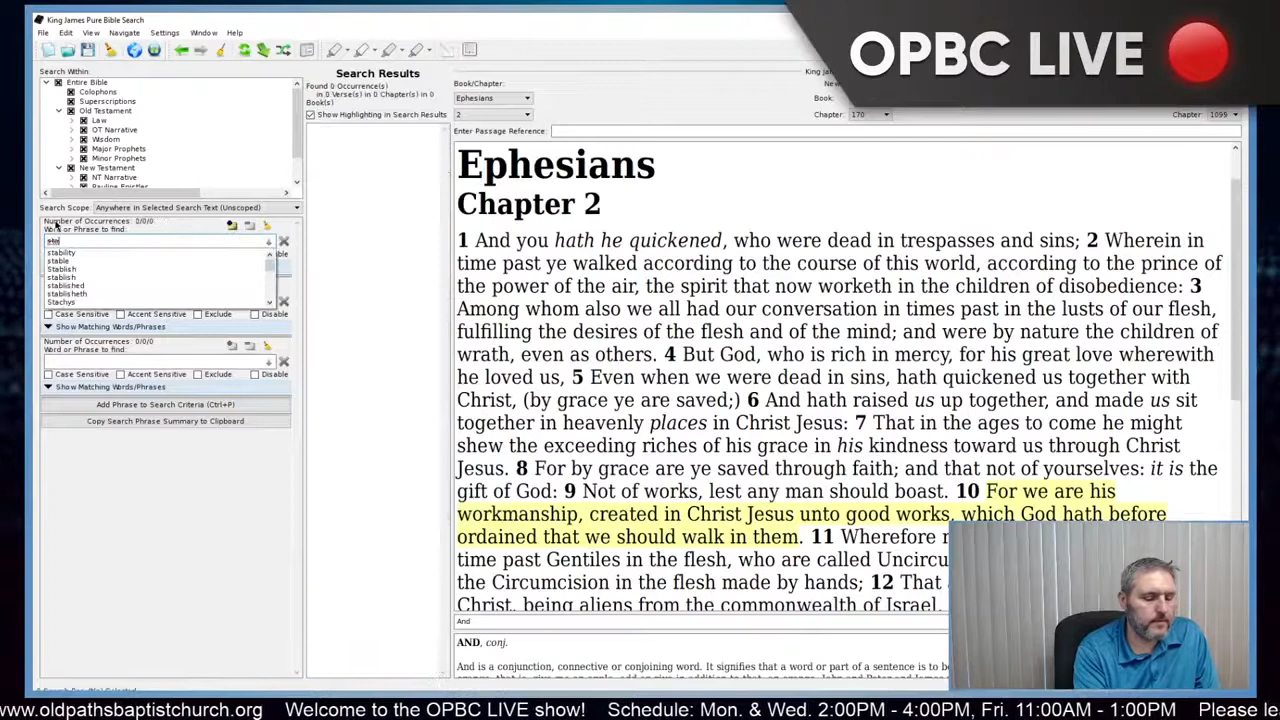 King James Pure Bible Search
File Edit View Navigate Settings Window Help
OPBC LIVE
Search Within:
Entire Bible
Colophons
Superscriptions
Old Testament
Law
OT Narrative
Wisdom
Major Prophets
Minor Prophets
New Testament
NT Narrative
Pauline Epistles
Search Scope: Anywhere in Selected Search Text (Unscoped)
Number of Occurrences: 0/0/0
Word or Phrase to find:
sta
stability
stable
Stablish
stablish
stablished
stablisheth
Stachys
Case Sensitive Accent Sensitive Exclude Disable
Show Matching Words/Phrases
Number of Occurrences: 0/0/0
Word or Phrase to find:
Case Sensitive Accent Sensitive Exclude Disable
Show Matching Words/Phrases
Add Phrase to Search Criteria (Ctrl+P)
Copy Search Phrase Summary to Clipboard
Search Results
Found 0 Occurrence(s)
in 0 Verse(s) in 0 Chapter(s) in 0
Book(s)
Show Highlighting in Search Results
Book/Chapter:
Ephesians
2
Book:
Chapter: 170
Chapter: 1099
Enter Passage Reference:
Ephesians
Chapter 2
1 And you hath he quickened, who were dead in trespasses and sins; 2 Wherein in
time past ye walked according to the course of this world, according to the prince of
the power of the air, the spirit that now worketh in the children of disobedience: 3
Among whom also we all had our conversation in times past in the lusts of our flesh,
fulfilling the desires of the flesh and of the mind; and were by nature the children of
wrath, even as others. 4 But God, who is rich in mercy, for his great love wherewith
he loved us, 5 Even when we were dead in sins, hath quickened us together with
Christ, (by grace ye are saved;) 6 And hath raised us up together, and made us sit
together in heavenly places in Christ Jesus: 7 That in the ages to come he might
shew the exceeding riches of his grace in his kindness toward us through Christ
Jesus. 8 For by grace are ye saved through faith; and that not of yourselves: it is the
gift of God: 9 Not of works, lest any man should boast. 10 For we are his
workmanship, created in Christ Jesus unto good works, which God hath before
ordained that we should walk in them. 11 Wherefore
time past Gentiles in the flesh, who are called
the Circumcision in the flesh made by hands; 12 That
Christ, being aliens from the commonwealth of Israel,
And
AND, conj.
And is a conjunction, connective or conjoining word. It signifies that a word or part of a sentence is to be
www.oldpathsbaptistchurch.org Welcome to the OPBC LIVE show! Schedule: Mon, & Wed. 2:00PM - 4:00PM, Fri. 11:00AM - 1:00PM Please le